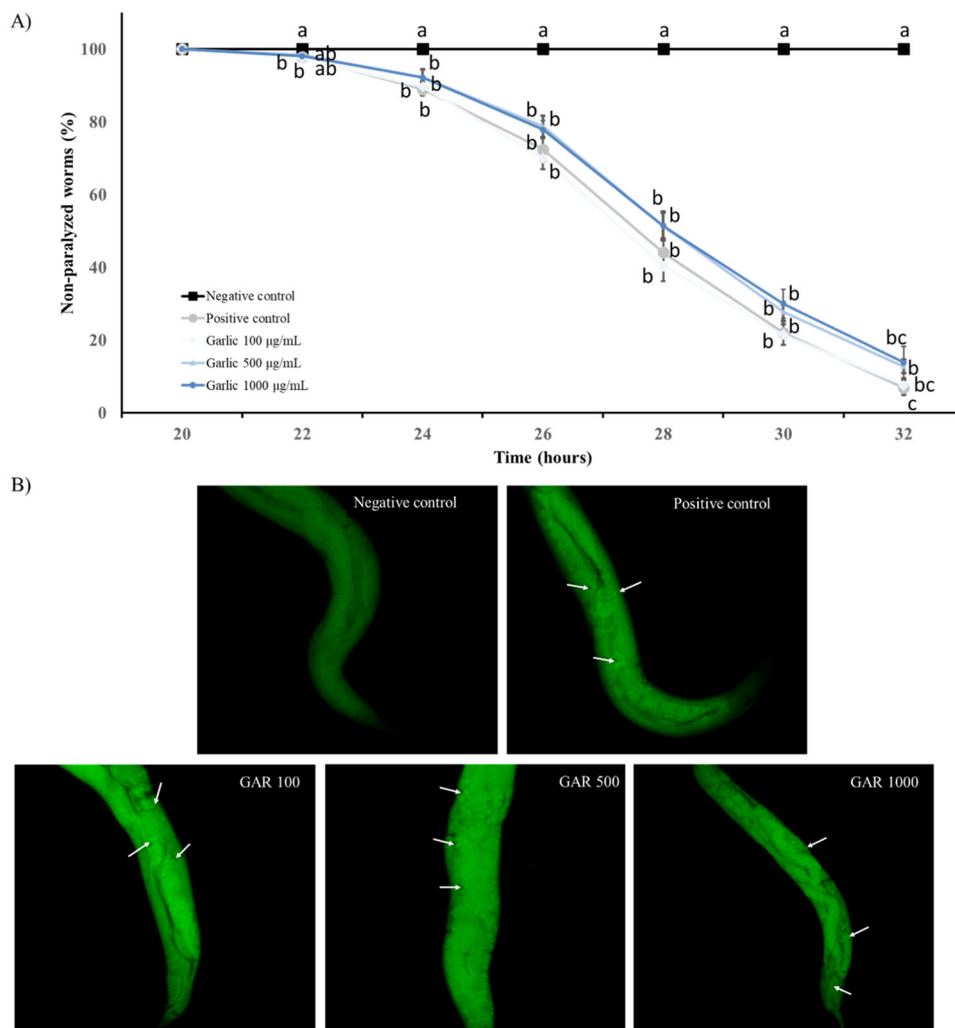 A)
a a a a a a
100
80
60
40
20
0
Non-paralyzed worms (%)
b b ab ab
b b b b
b b b b
b b b b
b b b b
bc b bc c
Negative control
Positive control
Garlic 100 µg/mL
Garlic 500 µg/mL
Garlic 1000 µg/mL
20 22 24 26 28 30 32
Time (hours)
B)
Negative control
Positive control
GAR 100
GAR 500
GAR 1000